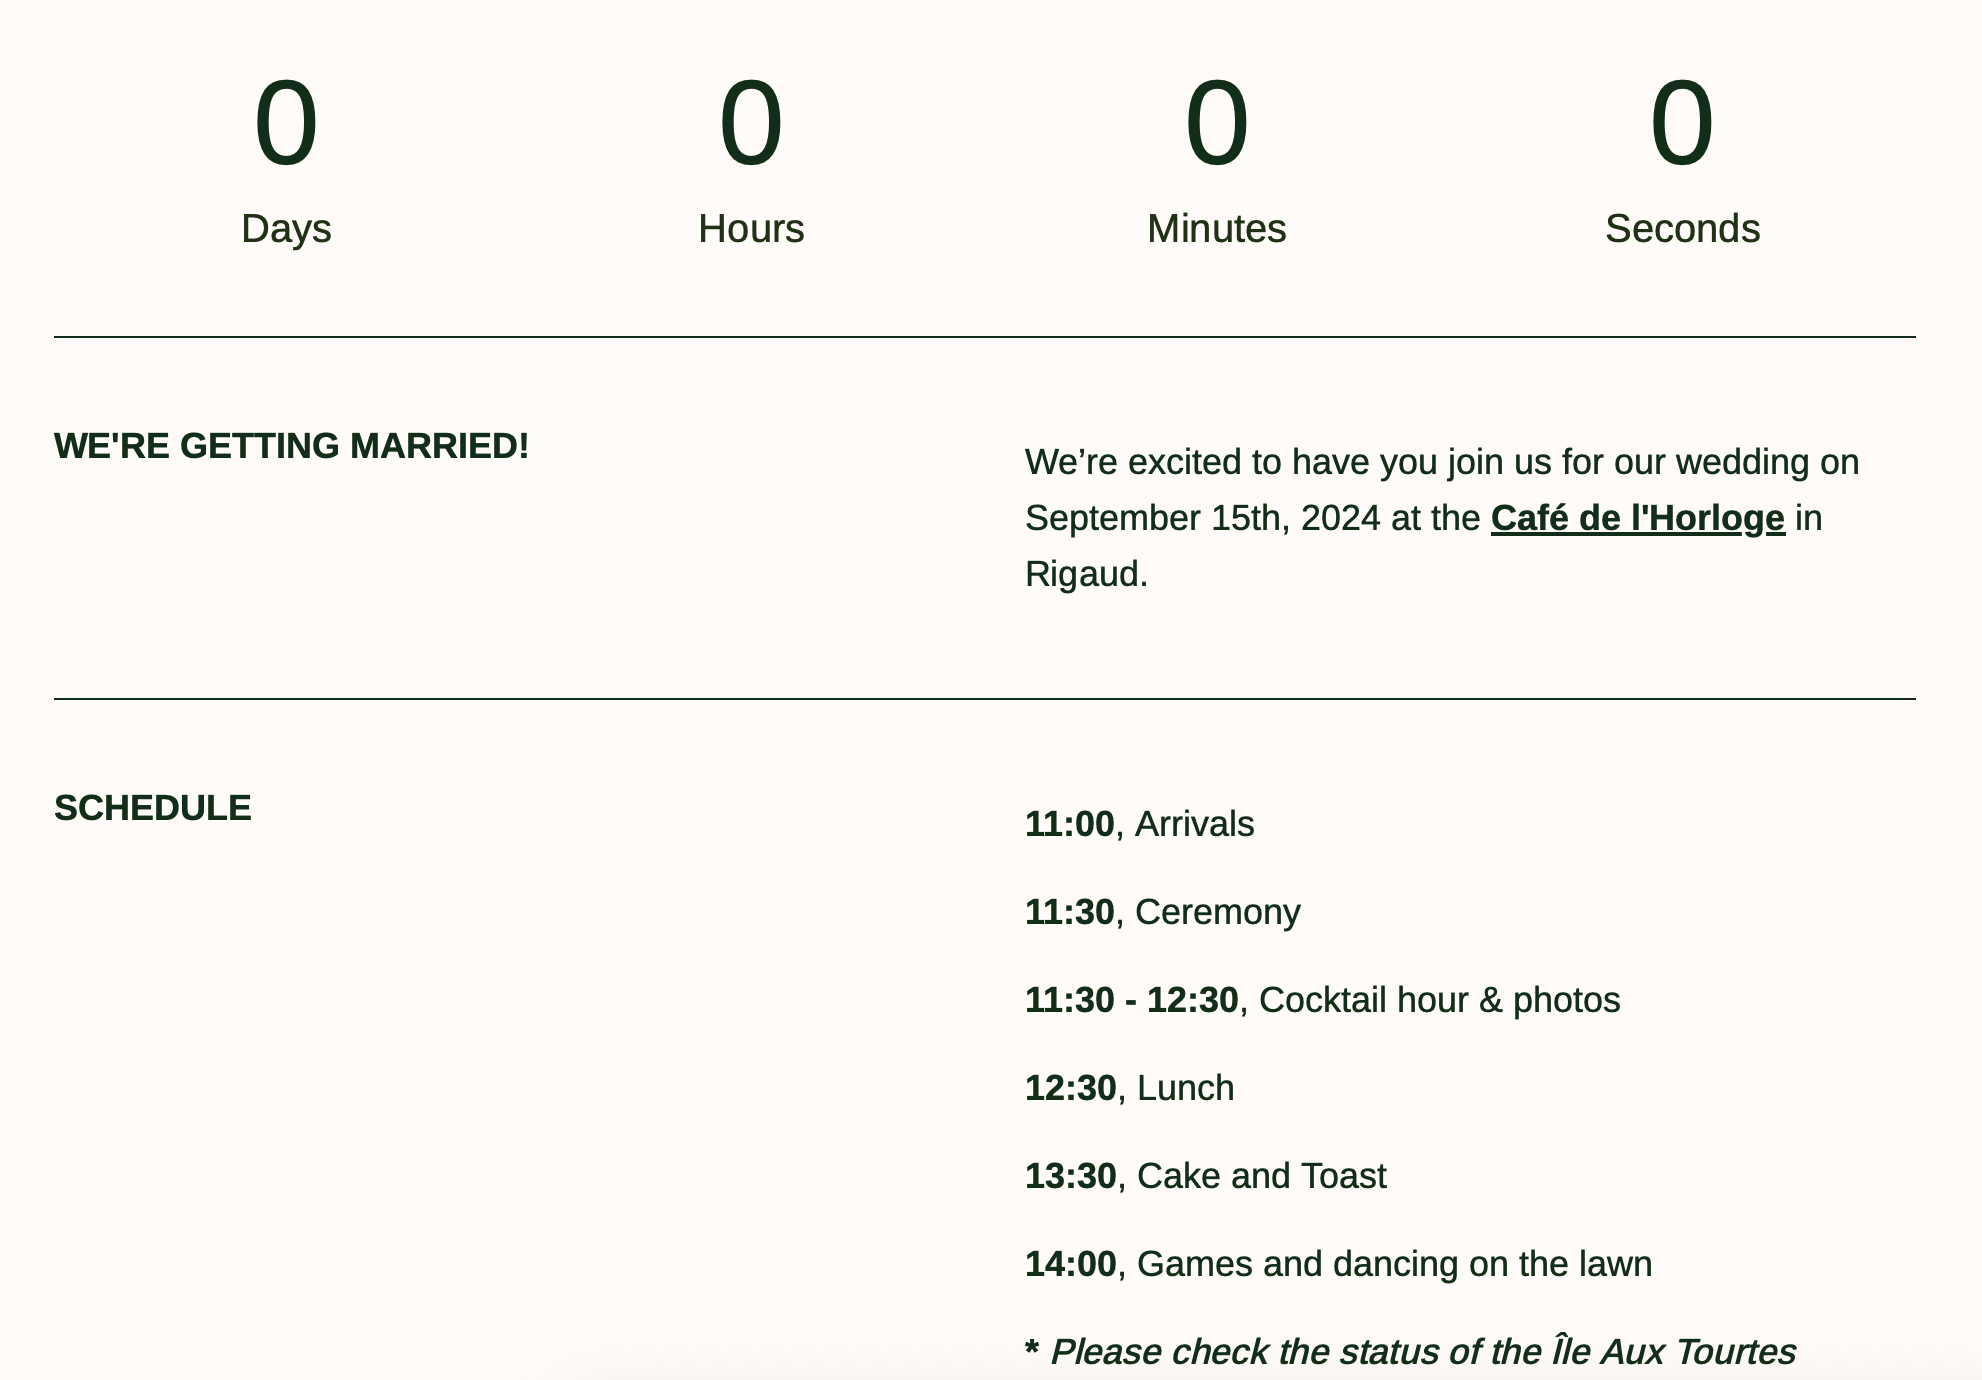 0 0 0 0
Days Hours Minutes Seconds
WE'RE GETTING MARRIED!
We’re excited to have you join us for our wedding on
September 15th, 2024 at the Café de l'Horloge in
Rigaud.
SCHEDULE
11:00, Arrivals
11:30, Ceremony
11:30 - 12:30, Cocktail hour & photos
12:30, Lunch
13:30, Cake and Toast
14:00, Games and dancing on the lawn
* Please check the status of the Île Aux Tourtes